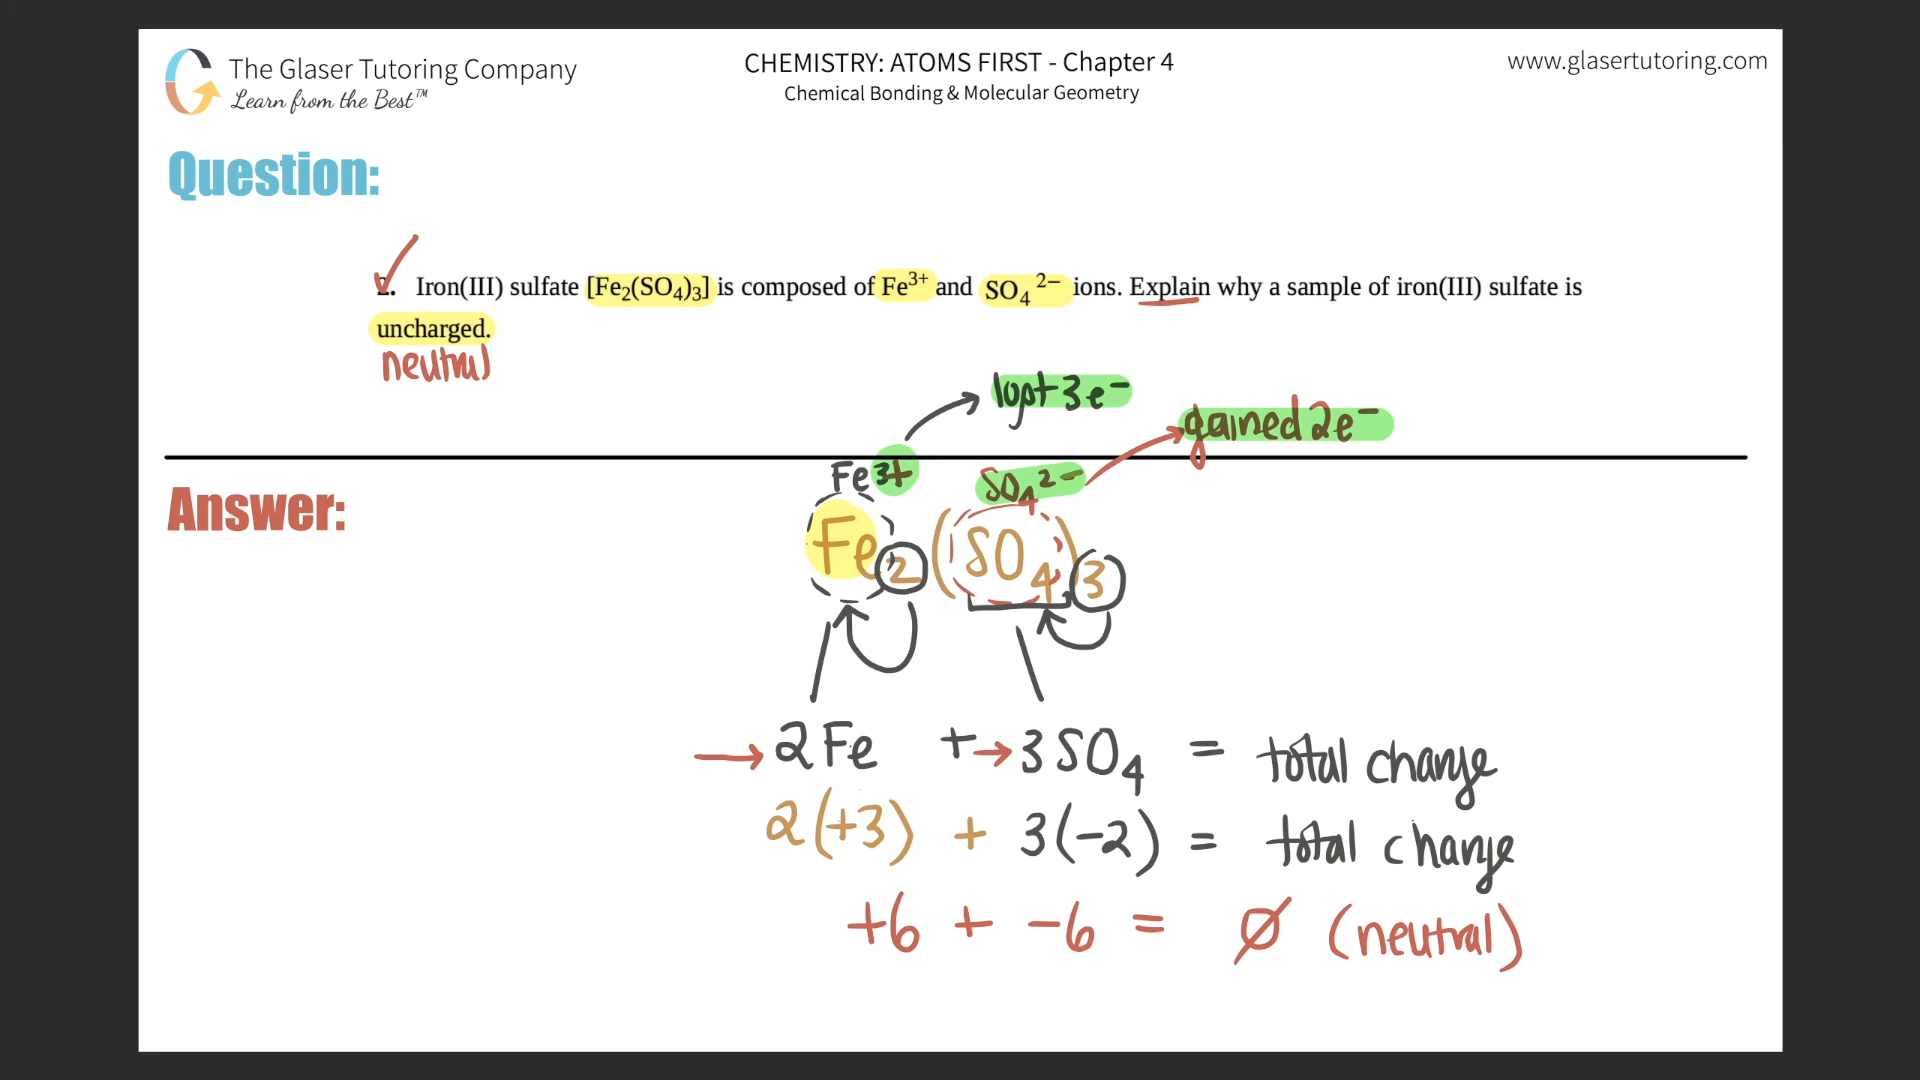 The Glaser Tutoring Company
Learn from the Best™
CHEMISTRY: ATOMS FIRST - Chapter 4
Chemical Bonding & Molecular Geometry
www.glasertutoring.com
Question:
2. Iron(III) sulfate [Fe₂(SO₄)₃] is composed of Fe³⁺ and SO₄²⁻ ions. Explain why a sample of iron(III) sulfate is
uncharged.
neutral
lost 3e⁻
gained 2e⁻
Fe³⁺ SO₄²⁻
Answer:
Fe₂(SO₄)₃
2Fe + 3SO₄ = total charge
2(+3) + 3(-2) = total charge
+6 + -6 = Ø (neutral)